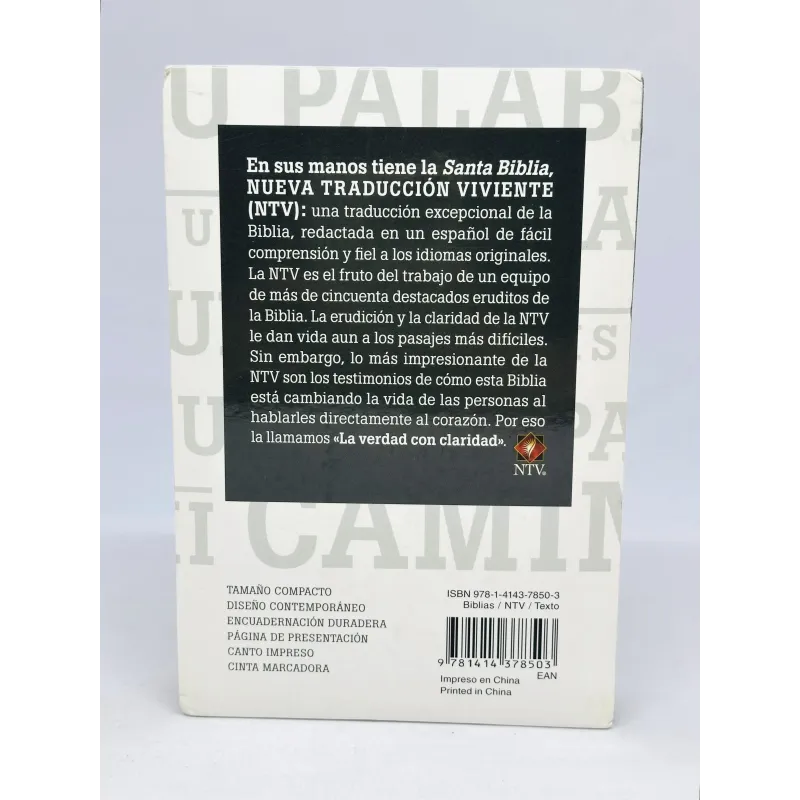 U PALAB
En sus manos tiene la Santa Biblia,
NUEVA TRADUCCIÓN VIVIENTE
(NTV): una traducción excepcional de la
Biblia, redactada en un español de fácil
comprensión y fiel a los idiomas originales.
La NTV es el fruto del trabajo de un equipo
de más de cincuenta destacados eruditos de
la Biblia. La erudición y la claridad de la NTV
le dan vida aun a los pasajes más difíciles.
Sin embargo, lo más impresionante de la
NTV son los testimonios de cómo esta Biblia
está cambiando la vida de las personas al
hablarles directamente al corazón. Por eso
la llamamos «La verdad con claridad».
NTV®
CAMIN
TAMAÑO COMPACTO
DISEÑO CONTEMPORÁNEO
ENCUADERNACIÓN DURADERA
PÁGINA DE PRESENTACIÓN
CANTO IMPRESO
CINTA MARCADORA
ISBN 978-1-4143-7850-3
Biblias / NTV / Texto
9 781414 378503
EAN
Impreso en China
Printed in China